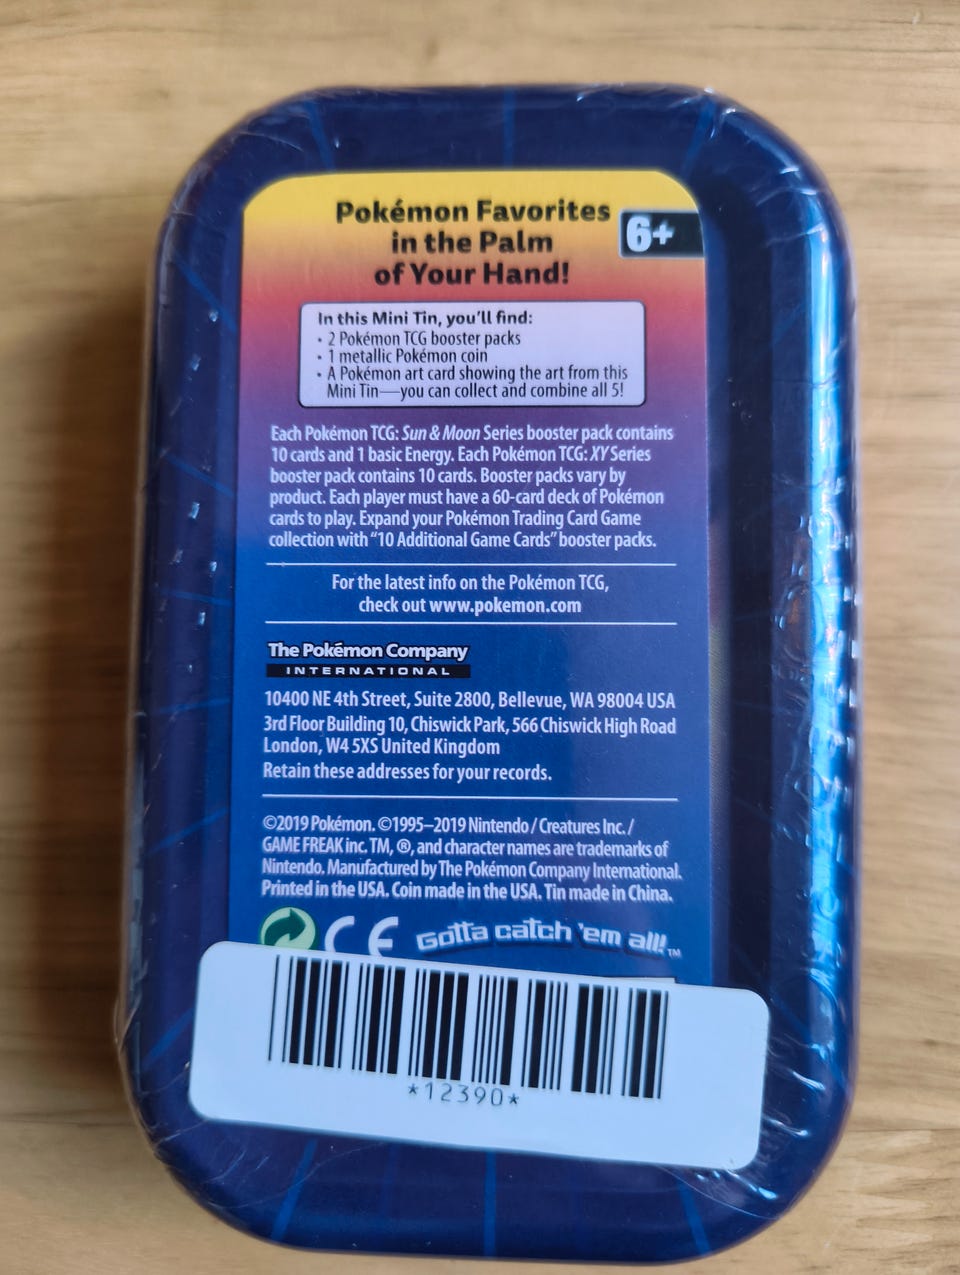 Pokémon Favorites
in the Palm
of Your Hand!
6+
In this Mini Tin, you'll find:
• 2 Pokémon TCG booster packs
• 1 metallic Pokémon coin
• A Pokémon art card showing the art from this
Mini Tin—you can collect and combine all 5!
Each Pokémon TCG: Sun & Moon Series booster pack contains
10 cards and 1 basic Energy. Each Pokémon TCG: XY Series
booster pack contains 10 cards. Booster packs vary by
product. Each player must have a 60-card deck of Pokémon
cards to play. Expand your Pokémon Trading Card Game
collection with “10 Additional Game Cards” booster packs.
For the latest info on the Pokémon TCG,
check out www.pokemon.com
The Pokémon Company
INTERNATIONAL
10400 NE 4th Street, Suite 2800, Bellevue, WA 98004 USA
3rd Floor Building 10, Chiswick Park, 566 Chiswick High Road
London, W4 5XS United Kingdom
Retain these addresses for your records.
©2019 Pokémon. ©1995–2019 Nintendo / Creatures Inc. /
GAME FREAK inc. TM, ®, and character names are trademarks of
Nintendo. Manufactured by The Pokémon Company International.
Printed in the USA. Coin made in the USA. Tin made in China.
CE Gotta catch 'em all!™
*12390*